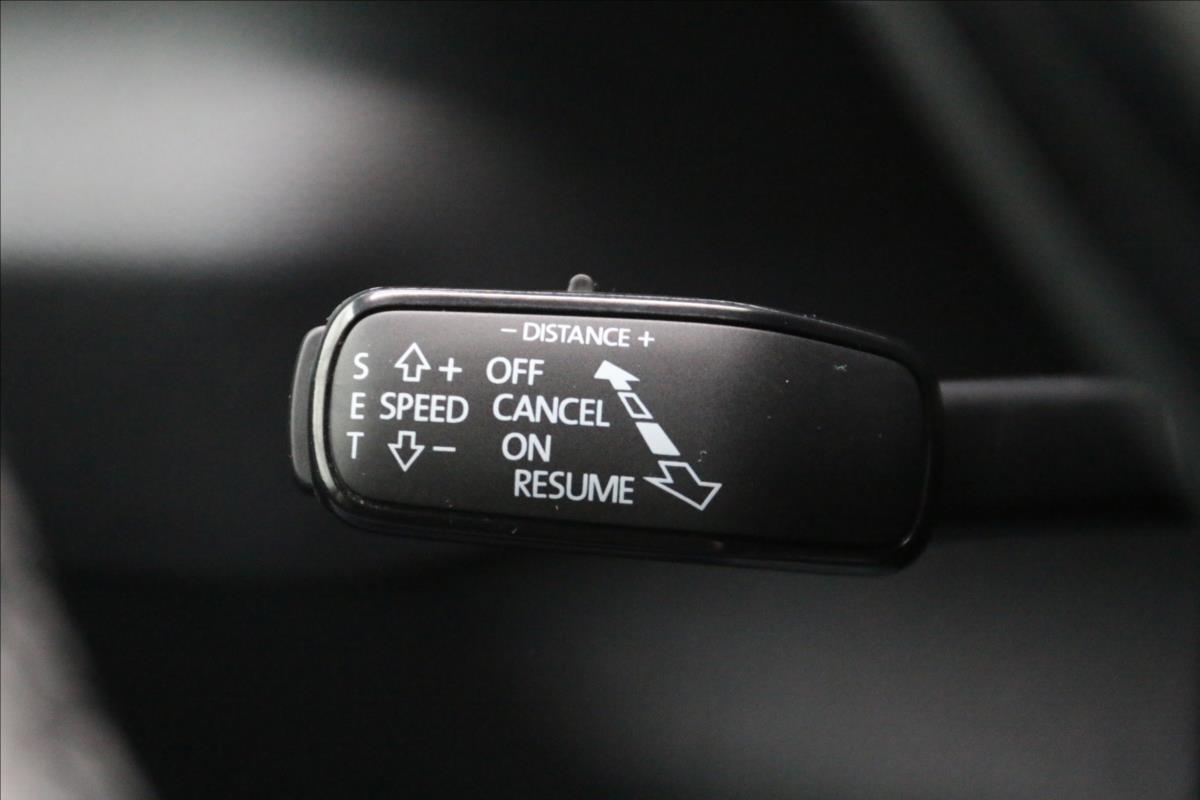 - DISTANCE +
S + OFF
E SPEED CANCEL
T - ON
RESUME